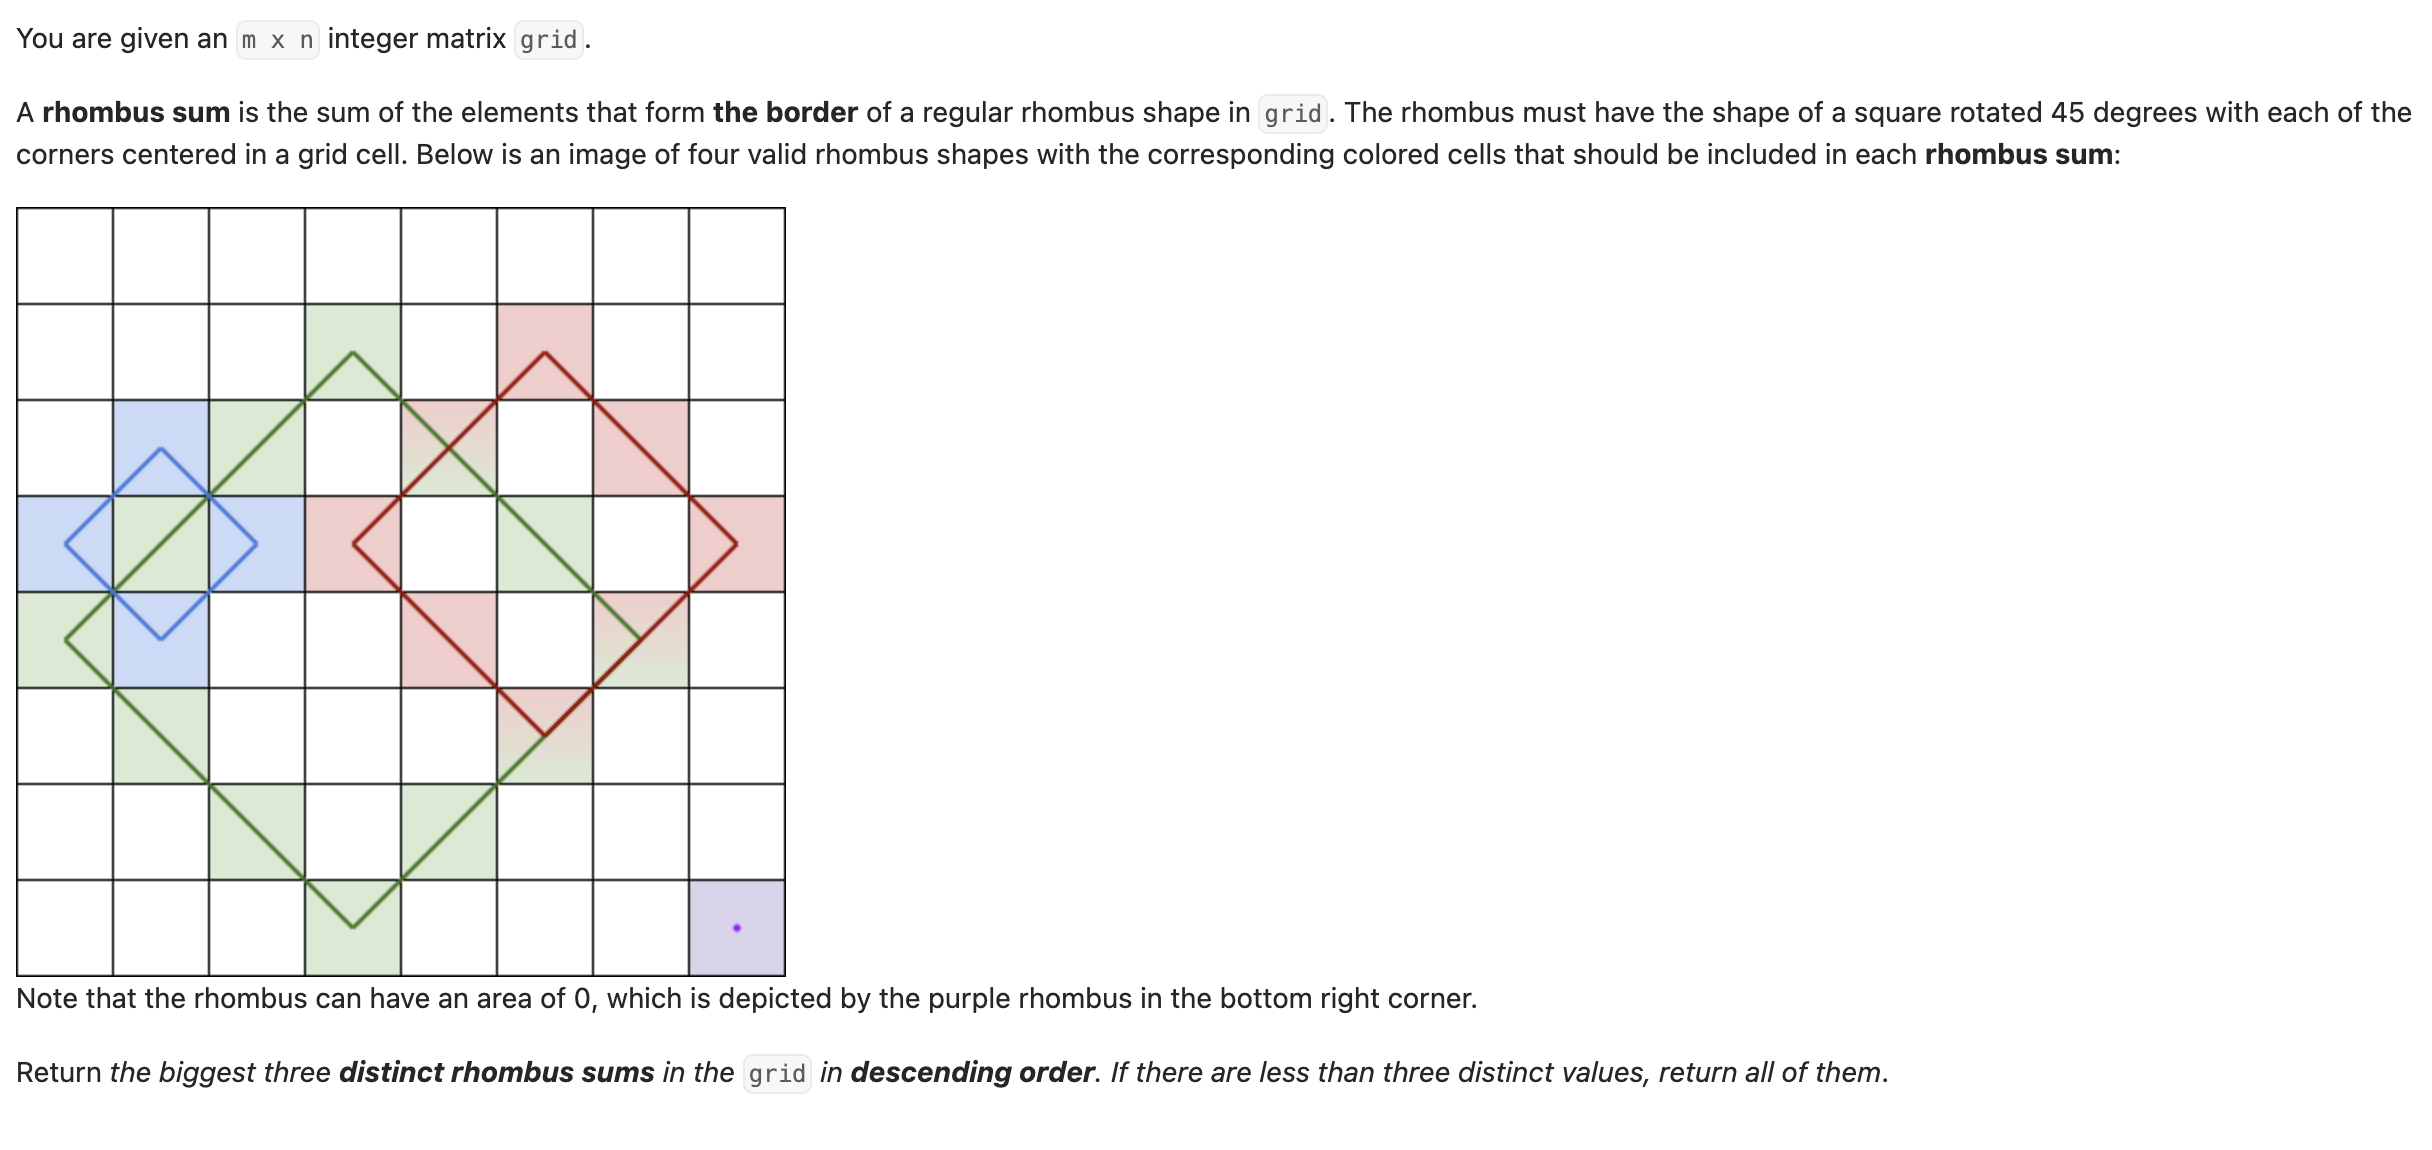 You are given an m x n integer matrix grid.
A rhombus sum is the sum of the elements that form the border of a regular rhombus shape in grid. The rhombus must have the shape of a square rotated 45 degrees with each of the
corners centered in a grid cell. Below is an image of four valid rhombus shapes with the corresponding colored cells that should be included in each rhombus sum:
Note that the rhombus can have an area of 0, which is depicted by the purple rhombus in the bottom right corner.
Return the biggest three distinct rhombus sums in the grid in descending order. If there are less than three distinct values, return all of them.